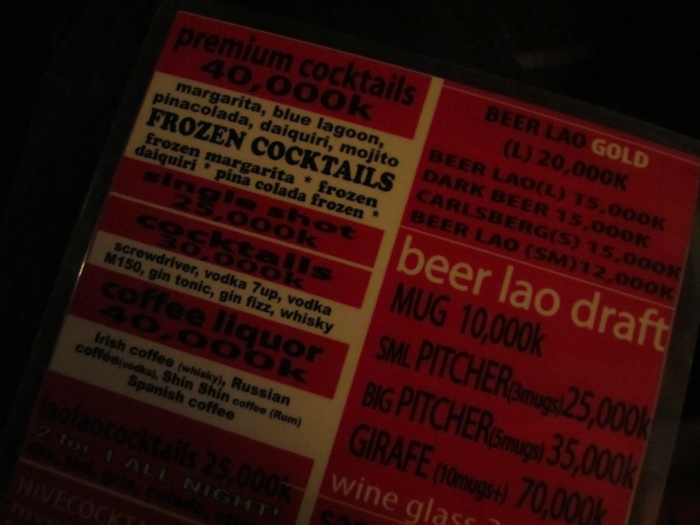 premium cocktails
40,000k
margarita, blue lagoon,
pinacolada, daiquiri, mojito
FROZEN COCKTAILS
frozen margarita * frozen
daiquiri * pina colada frozen *
single shot
25,000k
cocktails
30,000k
screwdriver, vodka 7up, vodka
M150, gin tonic, gin fizz, whisky
coffee liquor
40,000k
Irish coffee (whisky), Russian
coffee(vodka), Shin Shin coffee (Rum)
Spanish coffee
laolaococktails 25,000k
2 for 1 ALL NIGHT!
BEER LAO GOLD
(L) 20,000K
BEER LAO(L) 15,000K
DARK BEER 15,000K
CARLSBERG(S) 15,000K
BEER LAO (SM)12,000K
beer lao draft
MUG 10,000k
SML PITCHER(3mugs)25,000k
BIG PITCHER(5mugs) 35,000k
GIRAFE (10mugs+) 70,000k
wine glass